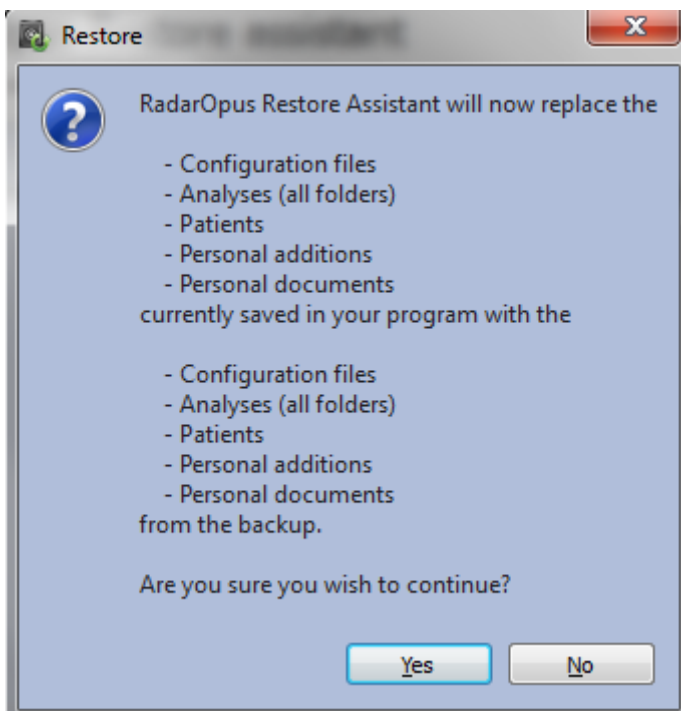 Restore
RadarOpus Restore Assistant will now replace the
- Configuration files
- Analyses (all folders)
- Patients
- Personal additions
- Personal documents
currently saved in your program with the
- Configuration files
- Analyses (all folders)
- Patients
- Personal additions
- Personal documents
from the backup.
Are you sure you wish to continue?
Yes
No